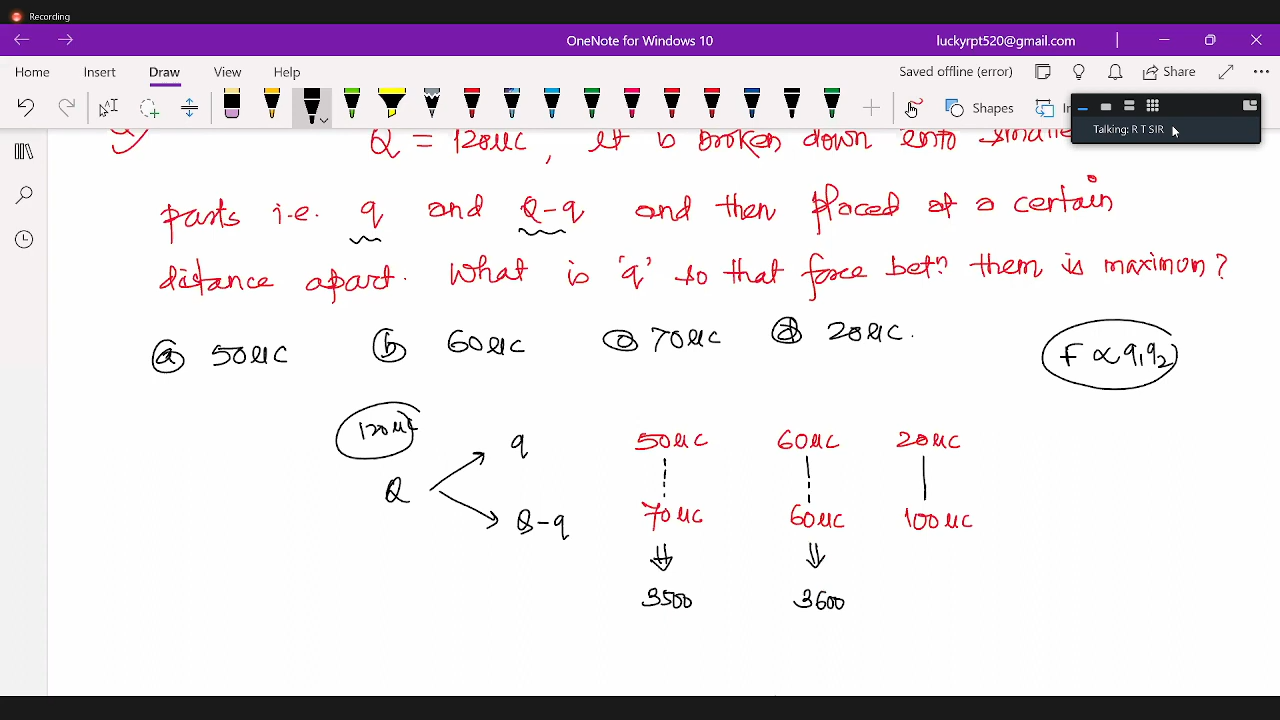 Recording
OneNote for Windows 10
luckyrpt520@gmail.com
Home Insert Draw View Help
Saved offline (error)
Share
Shapes
Talking: R T SIR
Q = 120μC, It is broken down into smaller
parts i.e. q and Q-q and then placed at a certain
distance apart. What is 'q' so that force betn them is maximum?
(a) 50μC (b) 60μC (c) 70μC (d) 20μC.
F ∝ q1q2
120μC
q 50μC 60μC 20μC
Q
Q-q 70μC 60μC 100μC
3500 3600